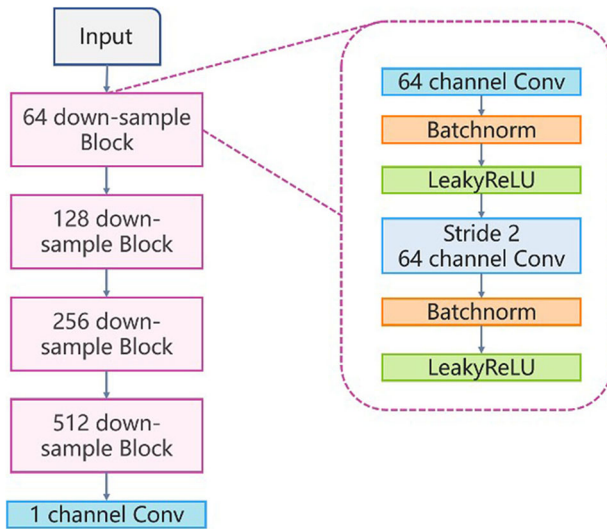 Input
64 down-sample
Block
128 down-
sample Block
256 down-
sample Block
512 down-
sample Block
1 channel Conv
64 channel Conv
Batchnorm
LeakyReLU
Stride 2
64 channel Conv
Batchnorm
LeakyReLU